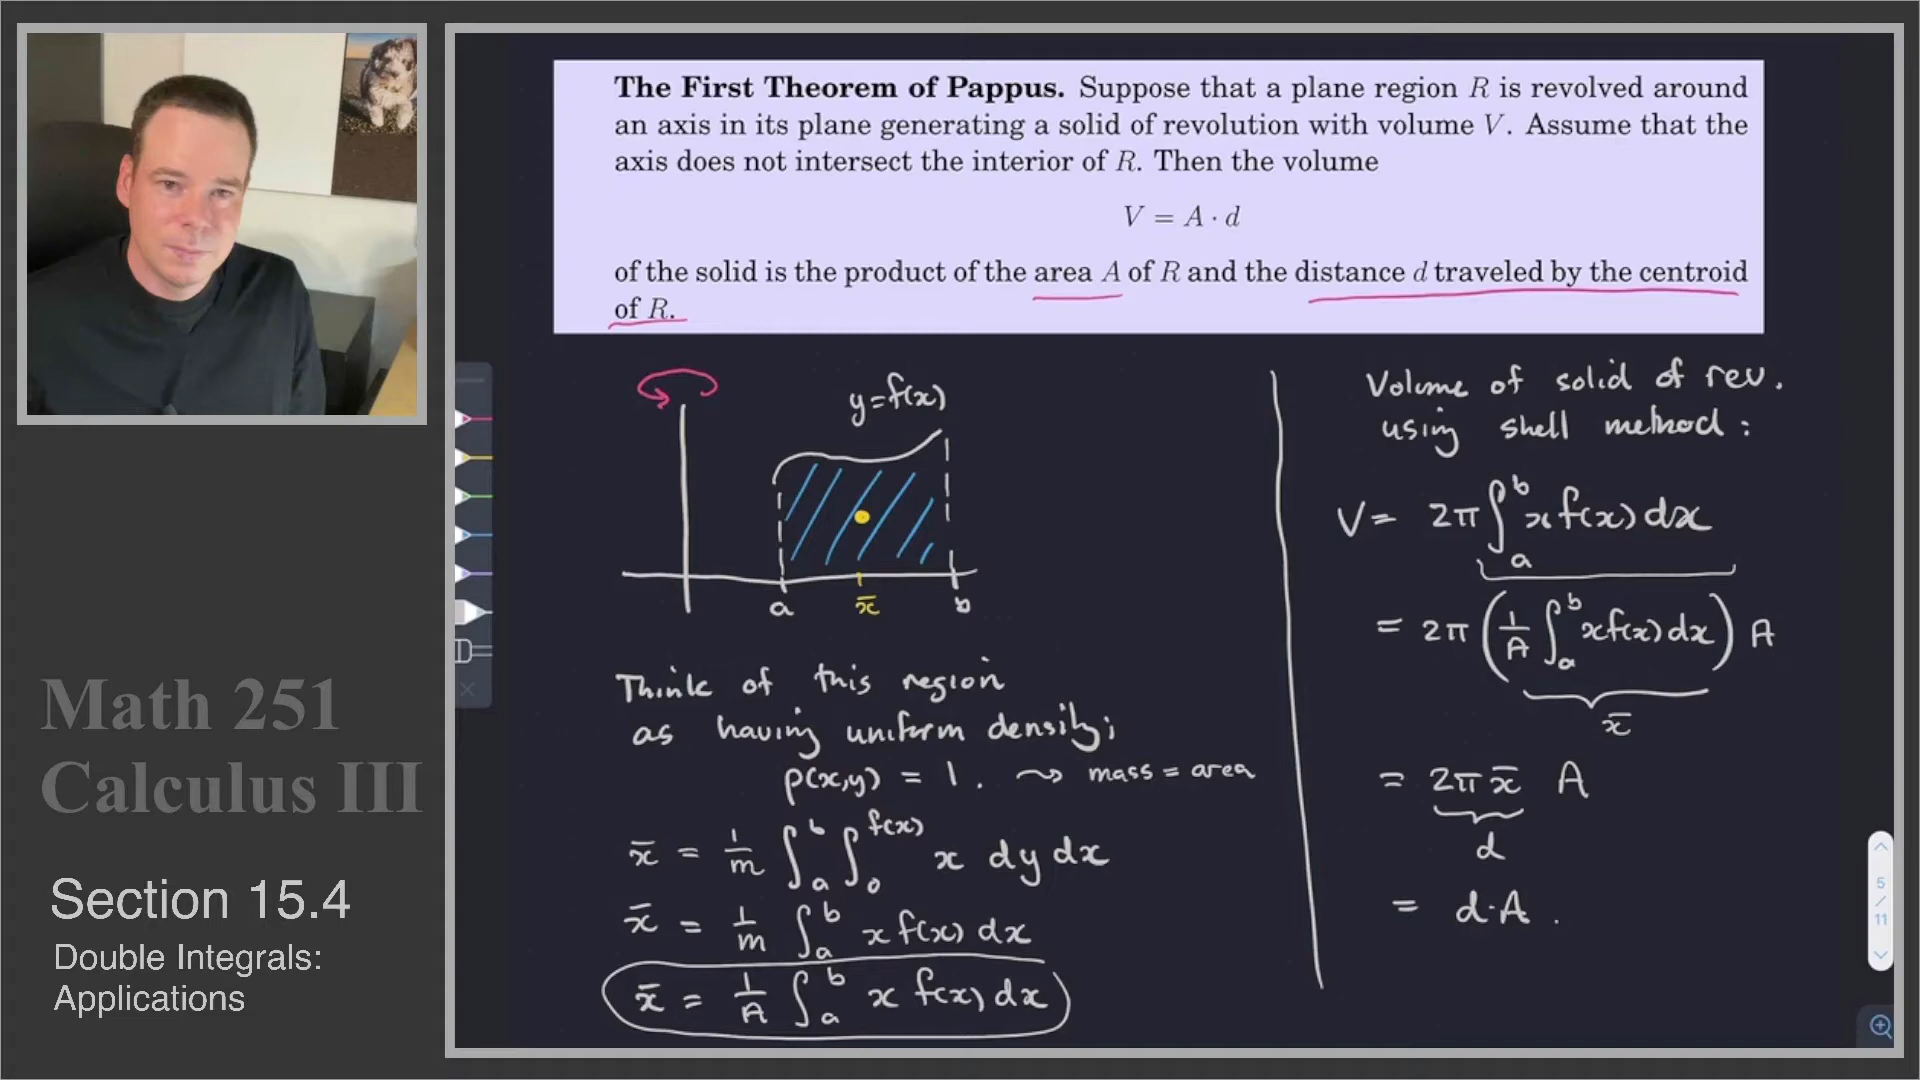 The First Theorem of Pappus. Suppose that a plane region R is revolved around
an axis in its plane generating a solid of revolution with volume V. Assume that the
axis does not intersect the interior of R. Then the volume
V = A · d
of the solid is the product of the area A of R and the distance d traveled by the centroid
of R.
y=f(x)
a
x̄
b
Think of this region
as having uniform density;
ρ(x,y) = 1. ⇝ mass = area
x̄ = 1/m ∫_a^b ∫_0^f(x) x dy dx
x̄ = 1/m ∫_a^b x f(x) dx
x̄ = 1/A ∫_a^b x f(x) dx
Volume of solid of rev.
using shell method:
V = 2π ∫_a^b x f(x) dx
= 2π (1/A ∫_a^b x f(x) dx) A
x̄
= 2π x̄ A
d
= d·A.
Math 251
Calculus III
Section 15.4
Double Integrals:
Applications
5
/
11